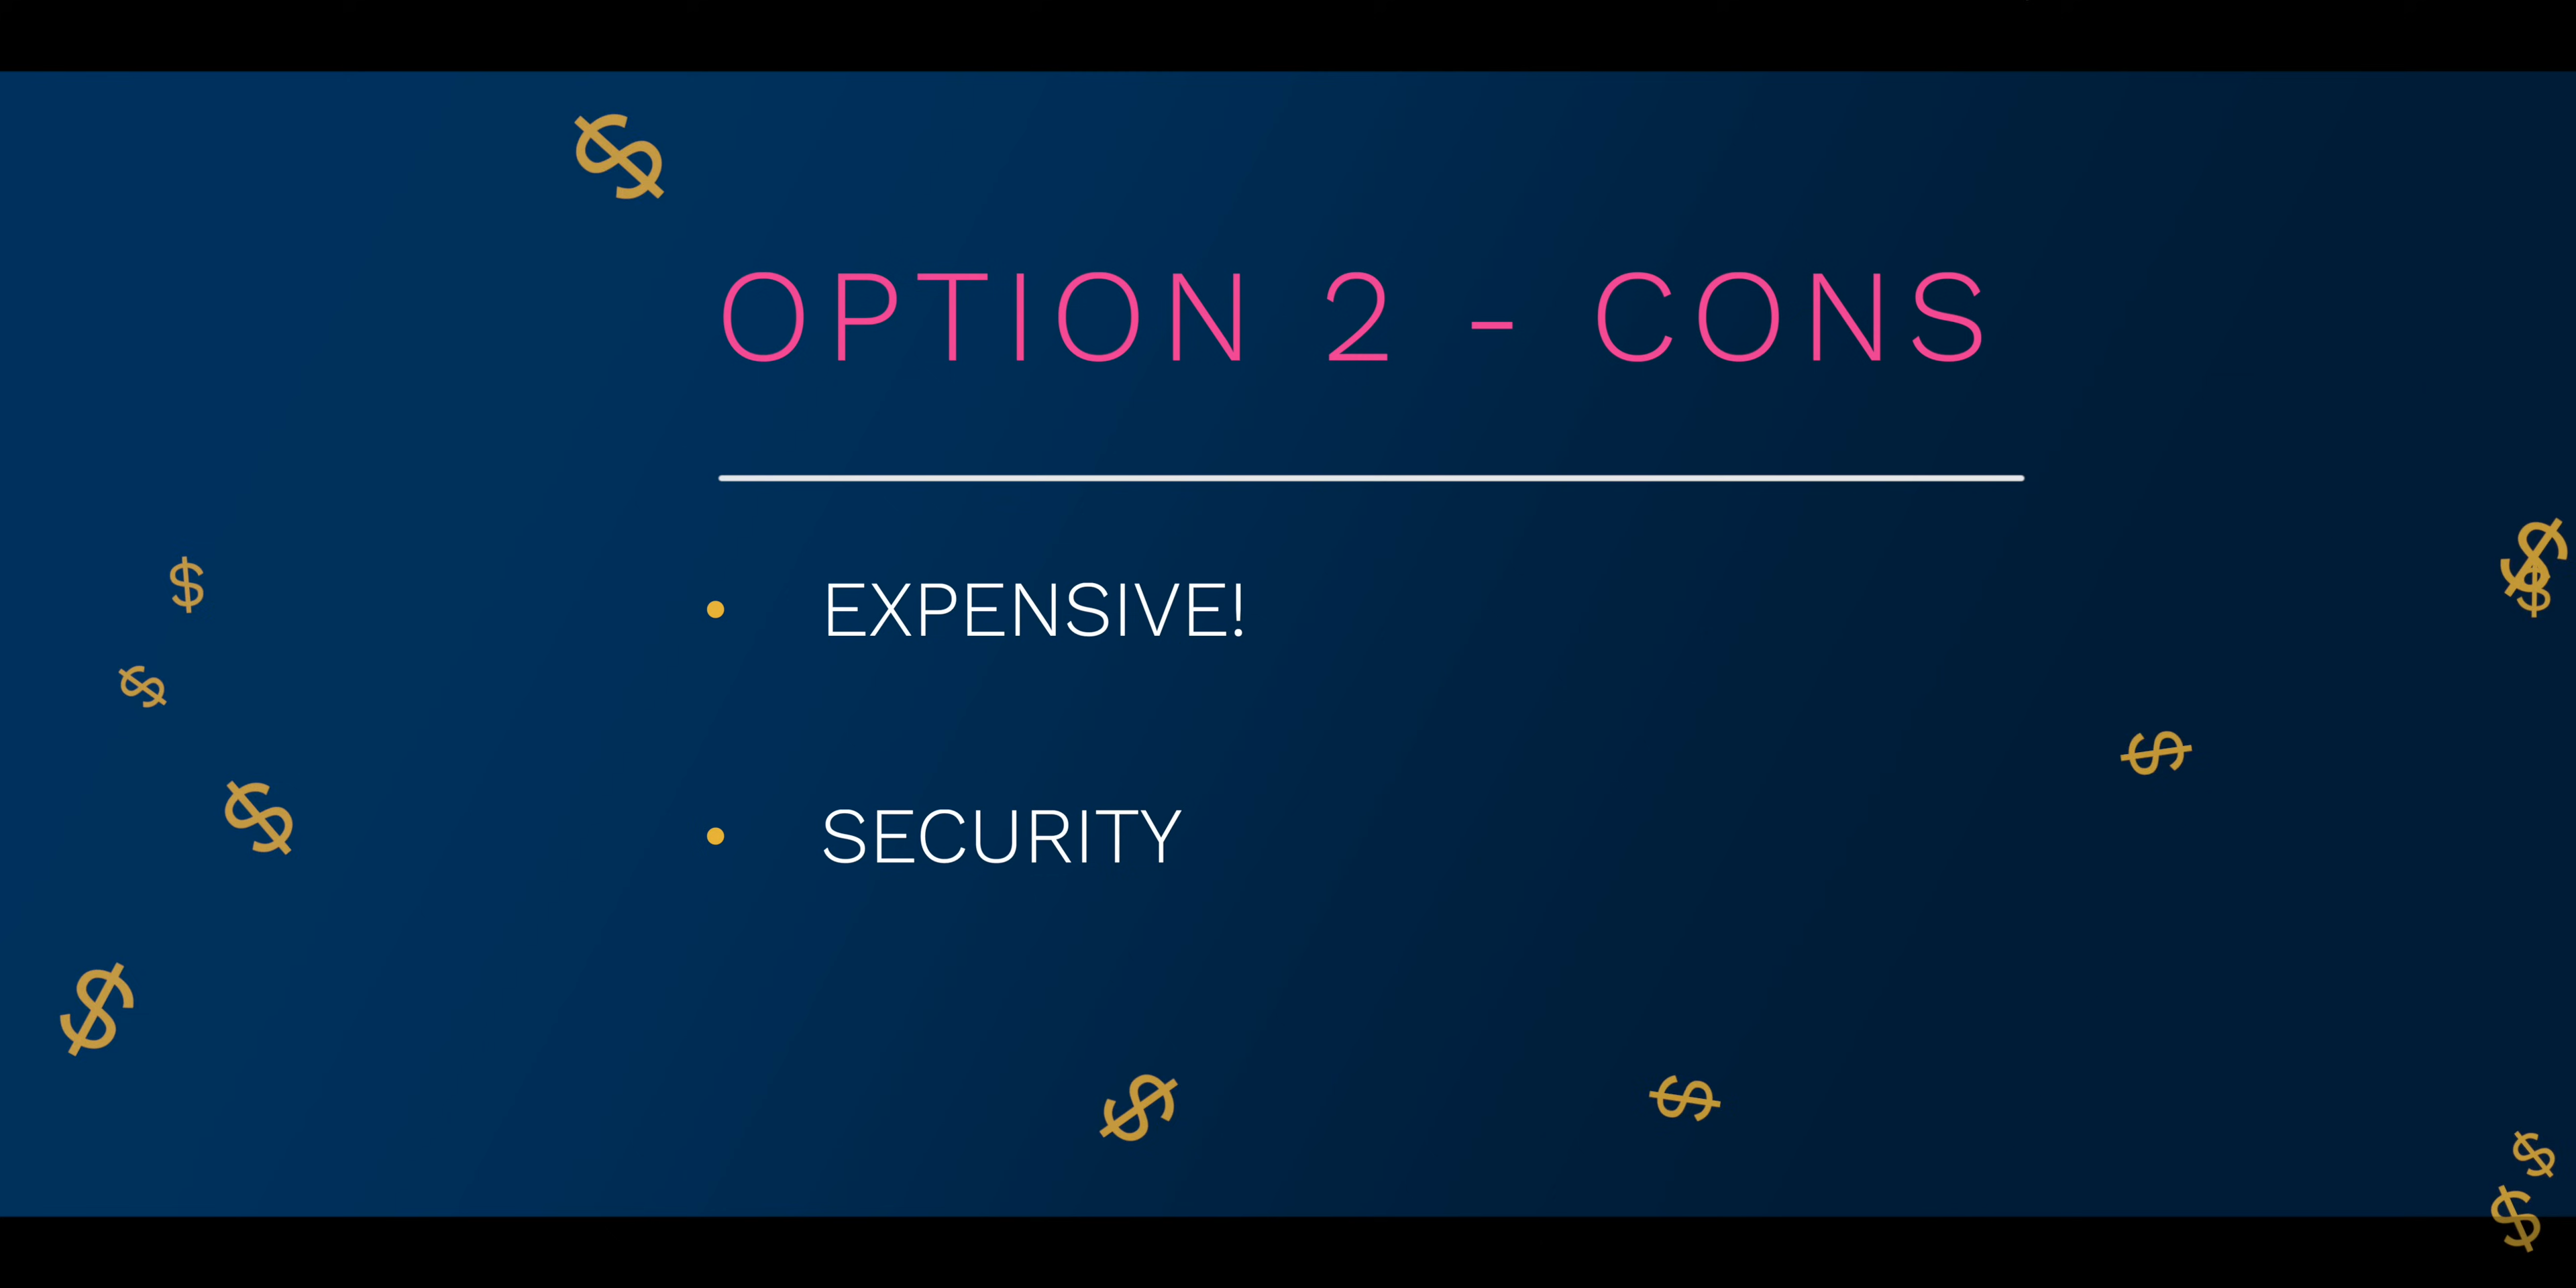 OPTION 2 - CONS
• EXPENSIVE!
• SECURITY